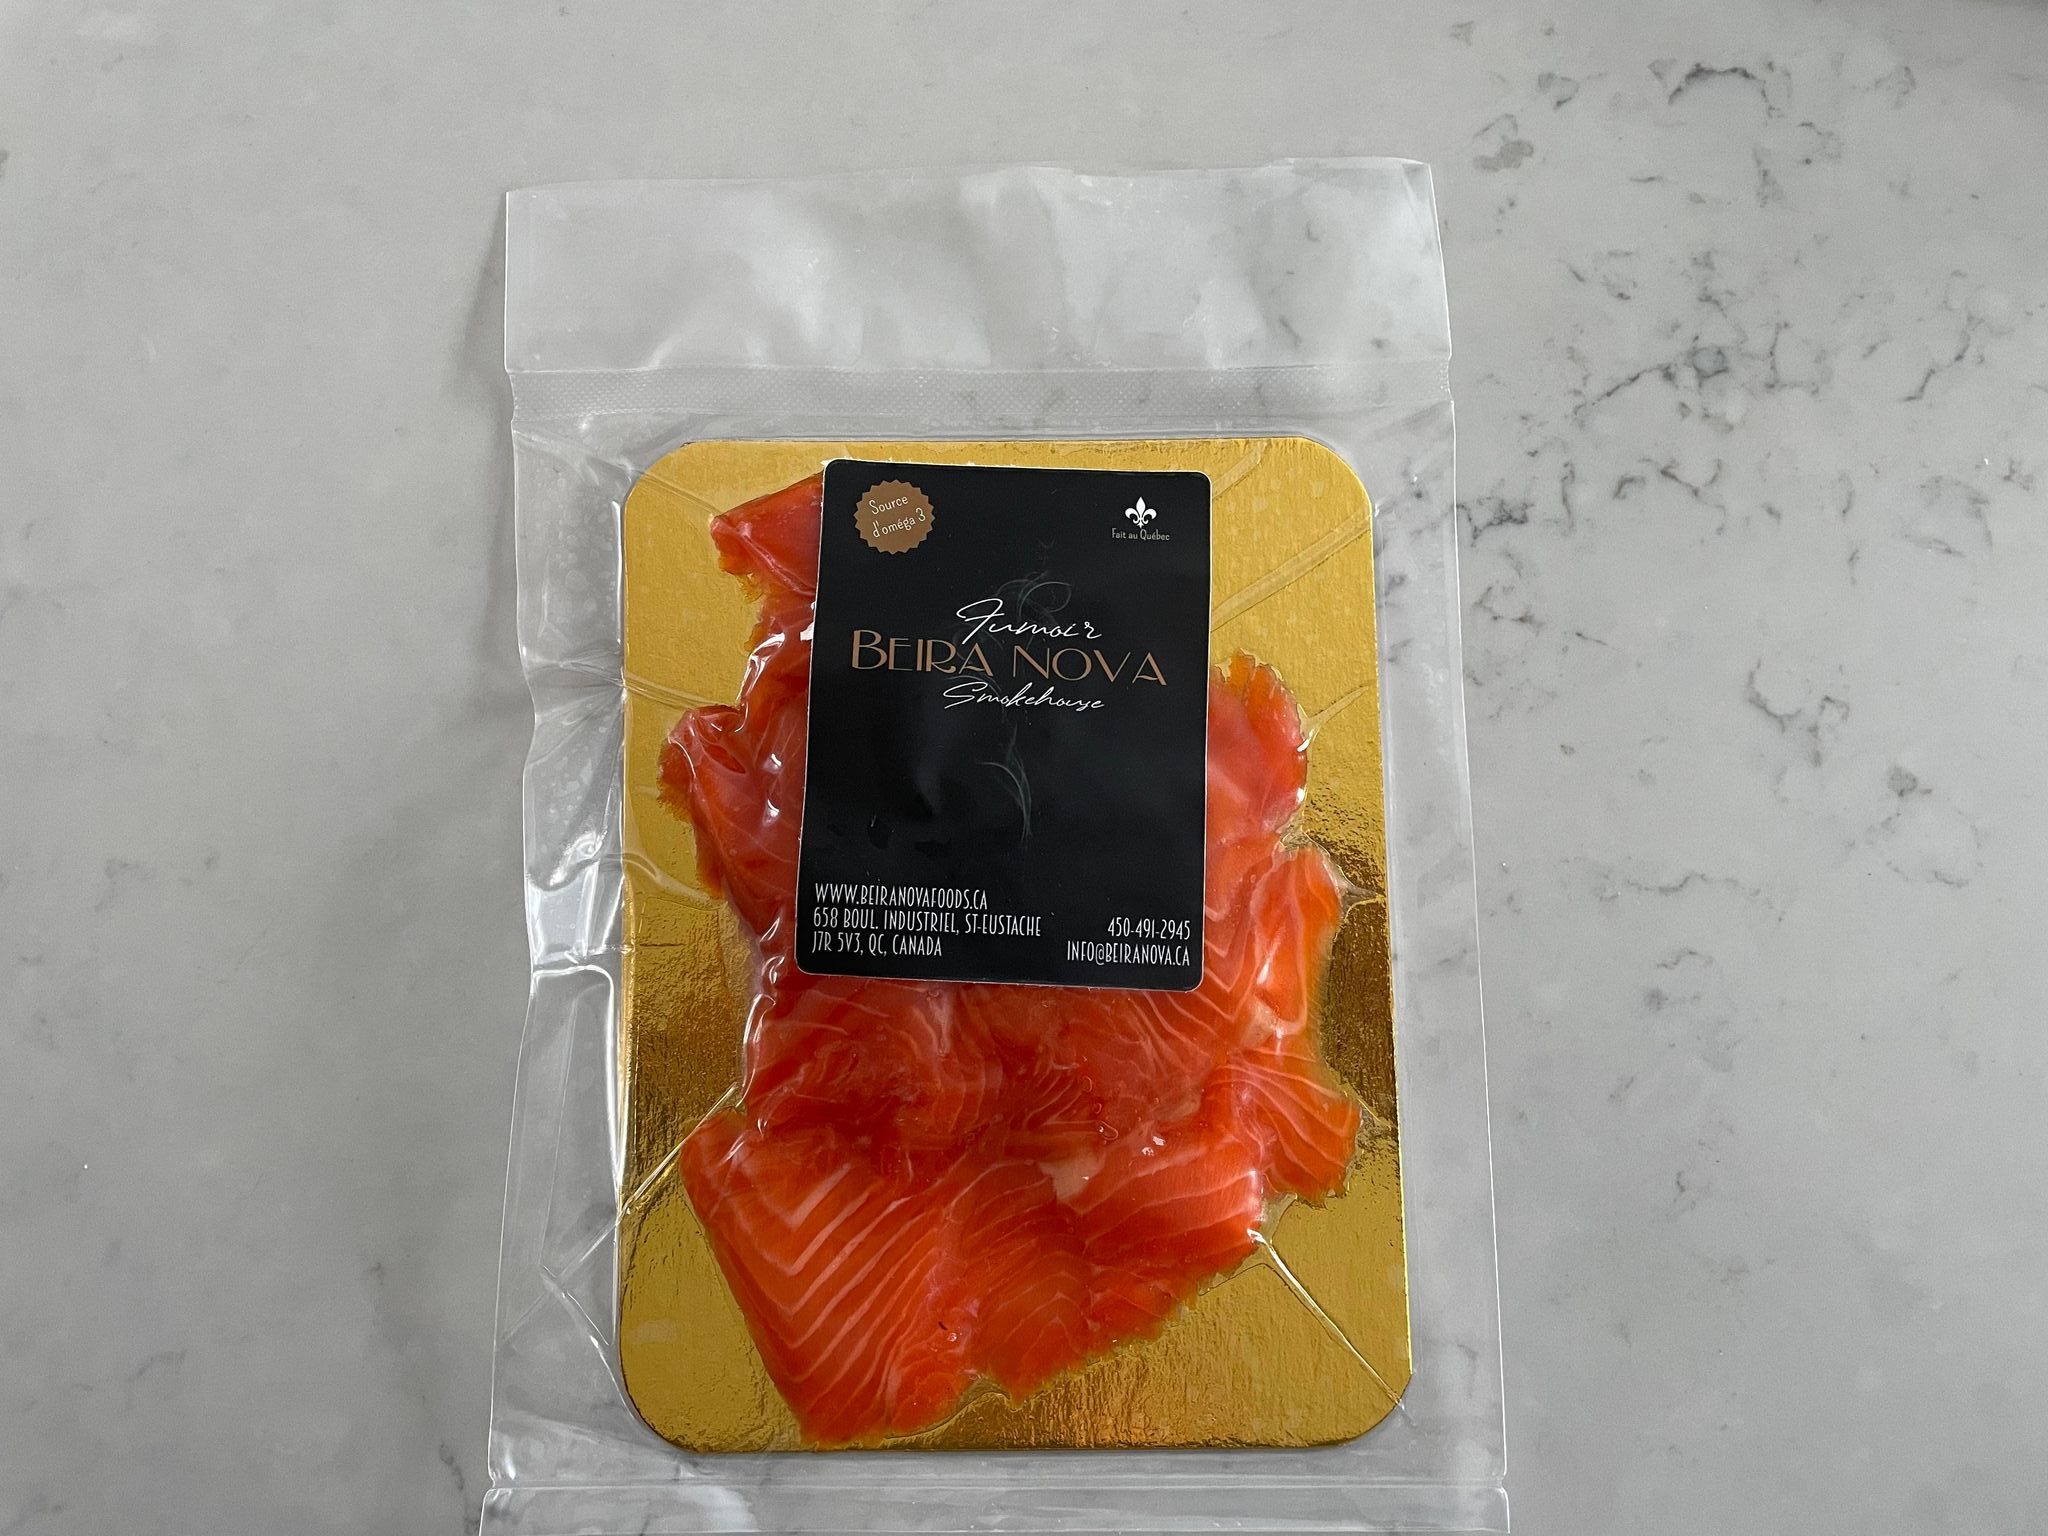 Source
d'oméga 3
Fait au Québec
Fumoir
BEIRA NOVA
Smokehouse
WWW.BEIRANOVAFOODS.CA
658 BOUL. INDUSTRIEL, ST-EUSTACHE
J7R 5V3, QC, CANADA
450-491-2945
INFO@BEIRANOVA.CA